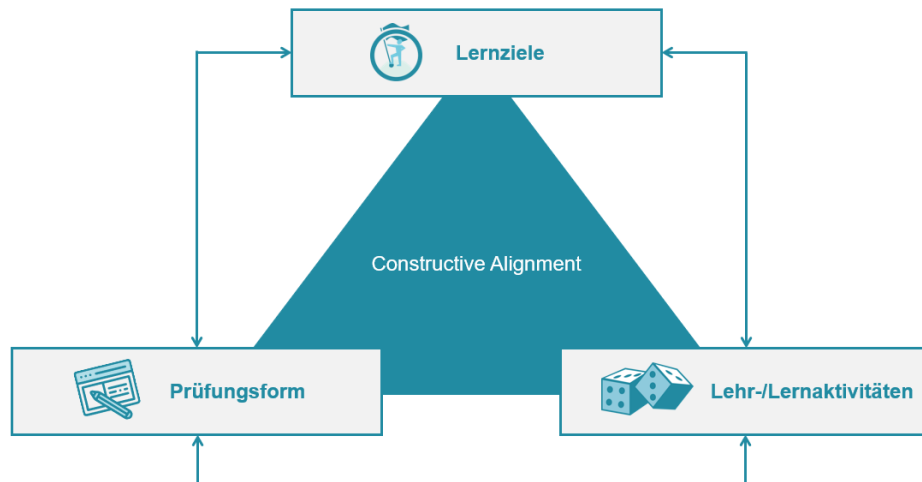 Lernziele
Constructive Alignment
Prüfungsform
Lehr-/Lernaktivitäten